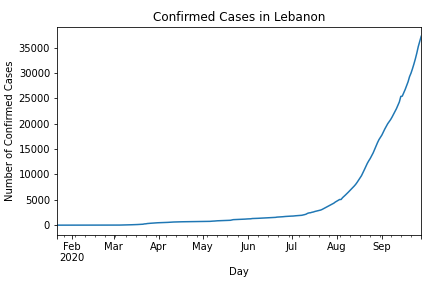 Confirmed Cases in Lebanon
Number of Confirmed Cases
35000
30000
25000
20000
15000
10000
5000
0
Feb Mar Apr May Jun Jul Aug Sep
2020
Day